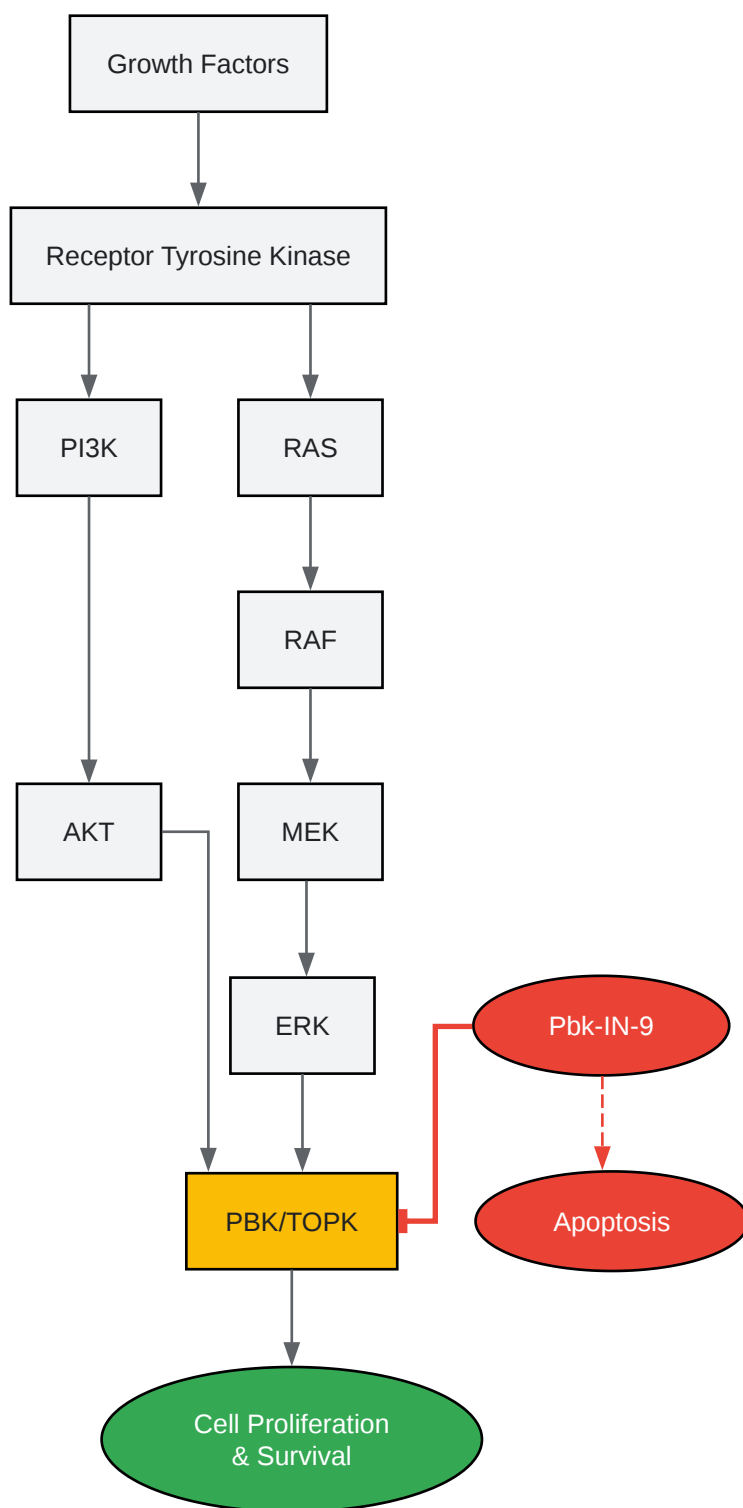 Growth Factors
Receptor Tyrosine Kinase
PI3K
RAS
RAF
AKT
MEK
ERK
Pbk-IN-9
PBK/TOPK
Apoptosis
Cell Proliferation
& Survival